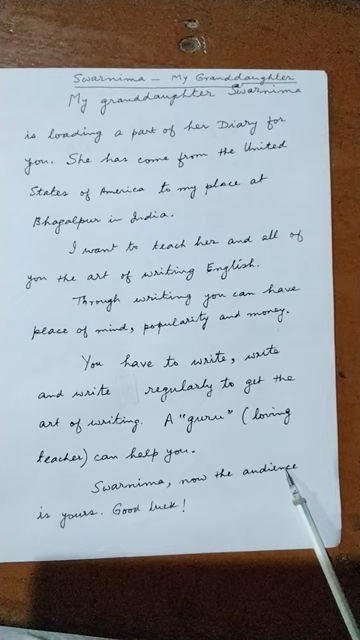 Swarnima - My Granddaughter
My granddaughter Swarnima
is loading a part of her Diary for
you. She has come from the United
States of America to my place at
Bhagalpur in India.
I want to teach her and all of
you the art of writing English.
Through writing you can have
place of mind, popularity and money.
You have to write, write
and write regularly to get the
art of writing. A "guru" (loving
teacher) can help you.
Swarnima, now the audience
is yours. Good luck!